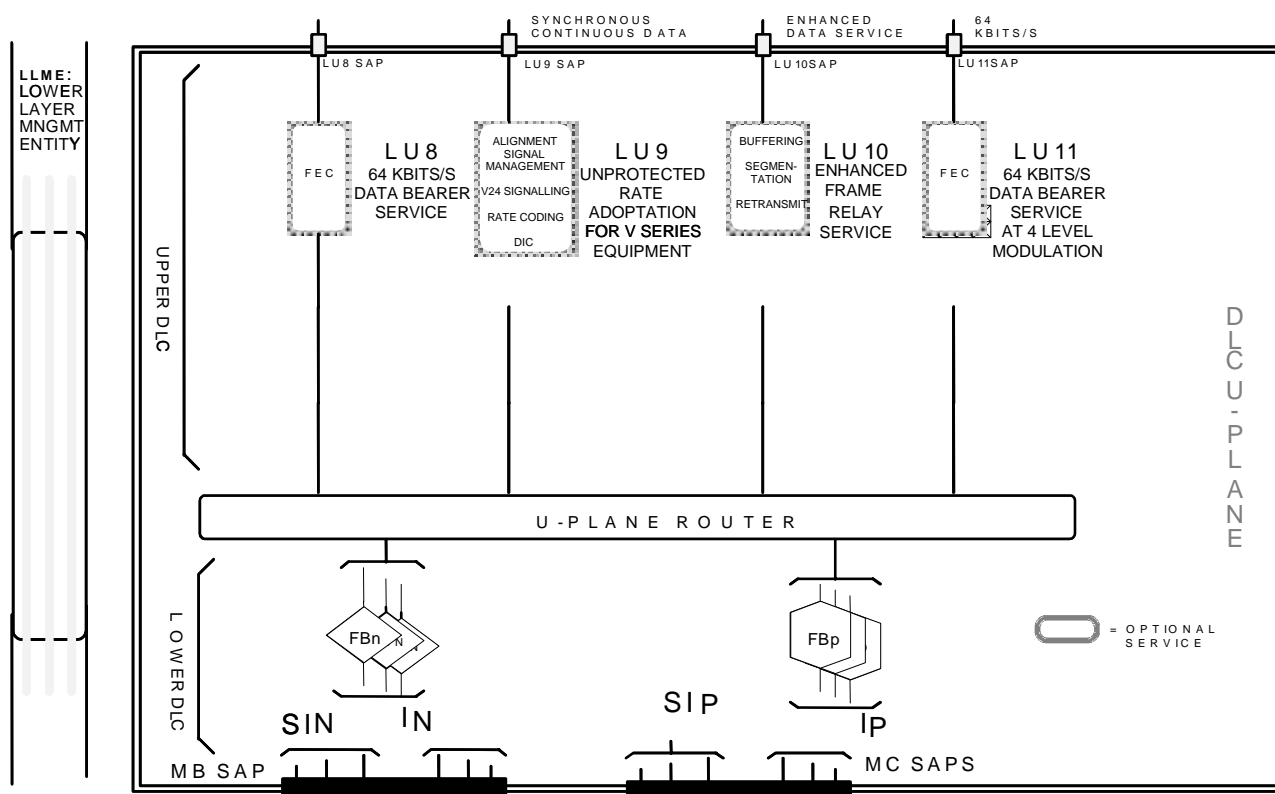 SYNCHRONOUS
CONTINUOUS DATA
ENHANCED
DATA SERVICE
64
KBITS/S
LU8 SAP
LU9 SAP
LU10SAP
LU11SAP
LLME:
LOWER
LAYER
MNGMT
ENTITY
FEC
LU8
64 KBITS/S
DATA BEARER
SERVICE
ALIGNMENT
SIGNAL
MANAGEMENT
V24 SIGNALLING
RATE CODING
DIC
LU9
UNPROTECTED
RATE
ADOPTATION
FOR V SERIES
EQUIPMENT
BUFFERING
SEGMEN-
TATION
RETRANSMIT
LU10
ENHANCED
FRAME
RELAY
SERVICE
FEC
LU11
64 KBITS/S
DATA BEARER
SERVICE
AT 4 LEVEL
MODULATION
UPPER DLC
DLC U-PLANE
U-PLANE ROUTER
LOWER DLC
FBn
N
FBp
= OPTIONAL
SERVICE
SIN
IN
SIP
IP
MB SAP
MC SAPS